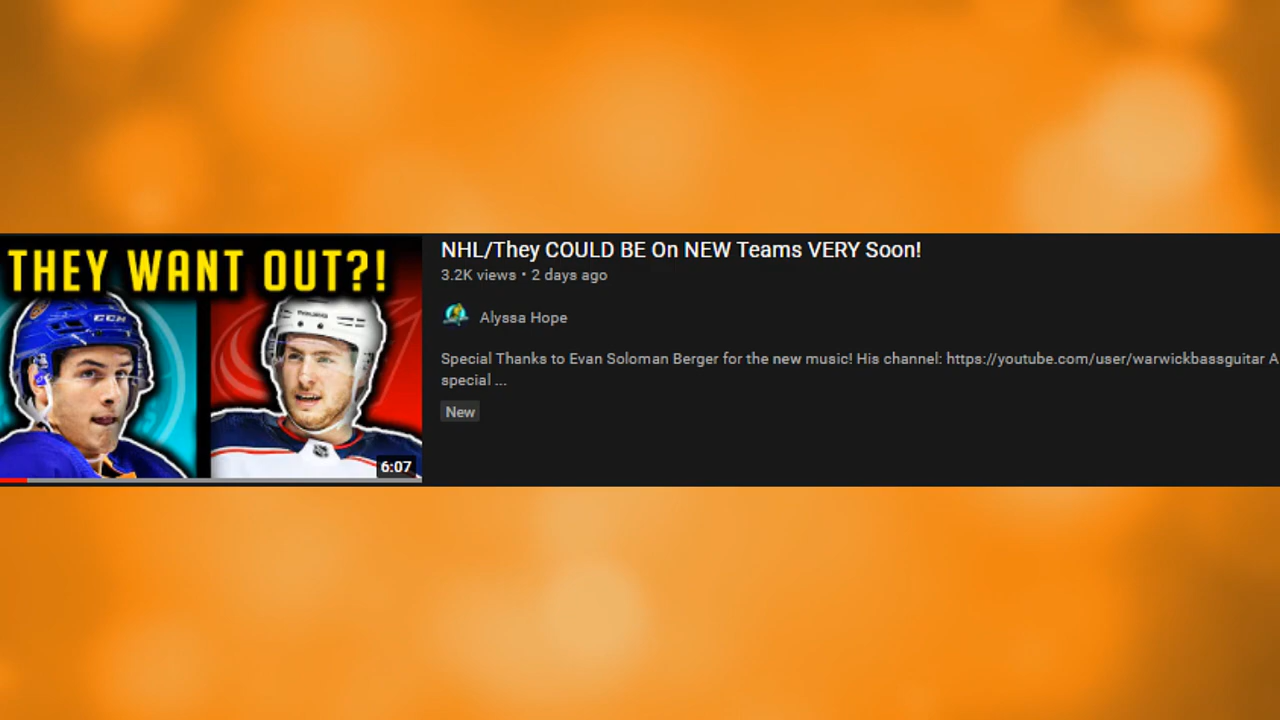 THEY WANT OUT?!
CCM
6:07
NHL/They COULD BE On NEW Teams VERY Soon!
3.2K views • 2 days ago
Alyssa Hope
Special Thanks to Evan Soloman Berger for the new music! His channel: https://youtube.com/user/warwickbassguitar A
special ...
New